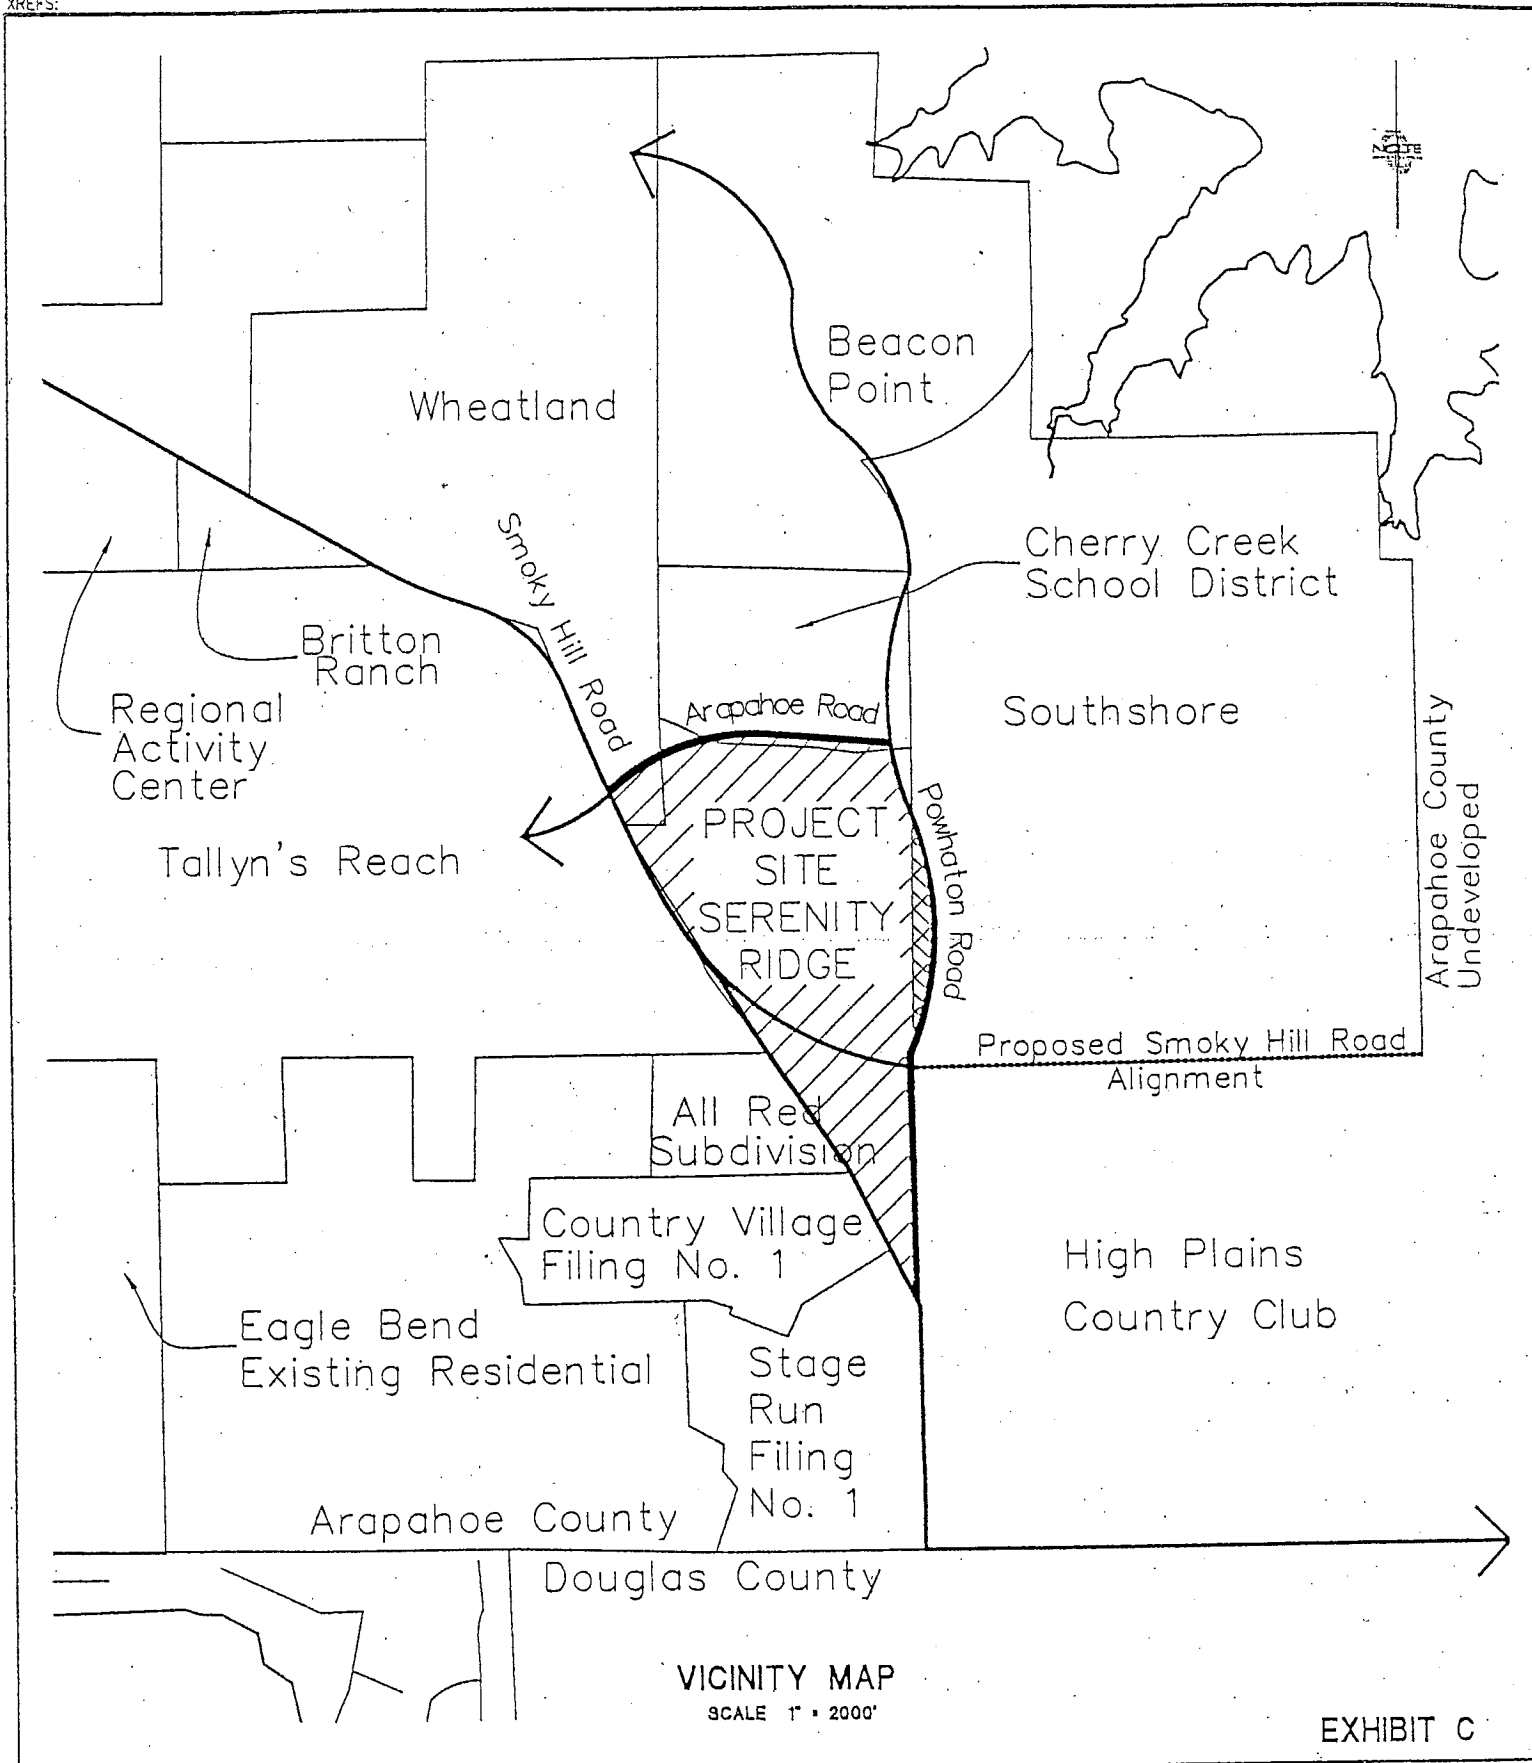 XREFS:
NOLTE
Beacon
Point
Wheatland
Smoky Hill Road
Cherry Creek
School District
Britton
Ranch
Regional
Activity
Center
Arapahoe Road
Southshore
Arapahoe County
Undeveloped
Powhaton Road
PROJECT
SITE
SERENITY
RIDGE
Tallyn's Reach
Proposed Smoky Hill Road
Alignment
All Red
Subdivision
Country Village
Filing No. 1
High Plains
Country Club
Eagle Bend
Existing Residential
Stage
Run
Filing
No. 1
Arapahoe County
Douglas County
VICINITY MAP
SCALE 1" = 2000'
EXHIBIT C